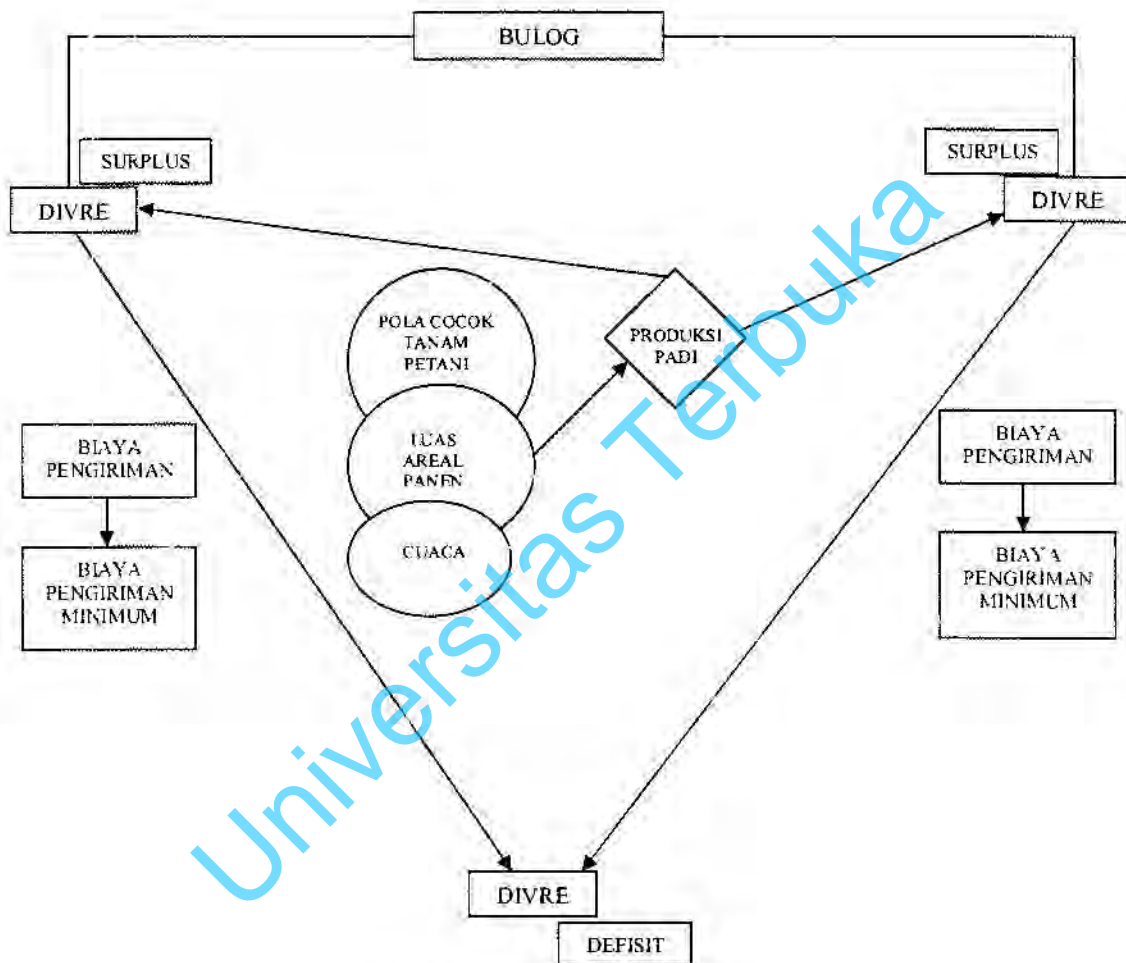 BULOG
SURPLUS
DIVRE
SURPLUS
DIVRE
POLA COCOK
TANAM
PETANI
PRODUKSI
PADI
LUAS
AREAL
PANEN
CUACA
BIAYA
PENGIRIMAN
BIAYA
PENGIRIMAN
MINIMUM
BIAYA
PENGIRIMAN
BIAYA
PENGIRIMAN
MINIMUM
DIVRE
DEFISIT
Universitas Terbuka